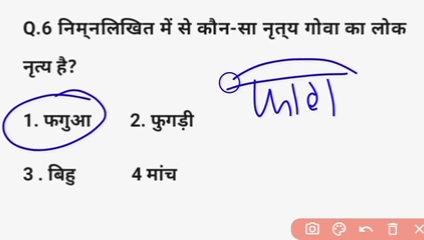 Q.6 निम्नलिखित में से कौन-सा नृत्य गोवा का लोक
नृत्य है?
1. फगुआ 2. फुगड़ी
3 . बिहु 4 मांच